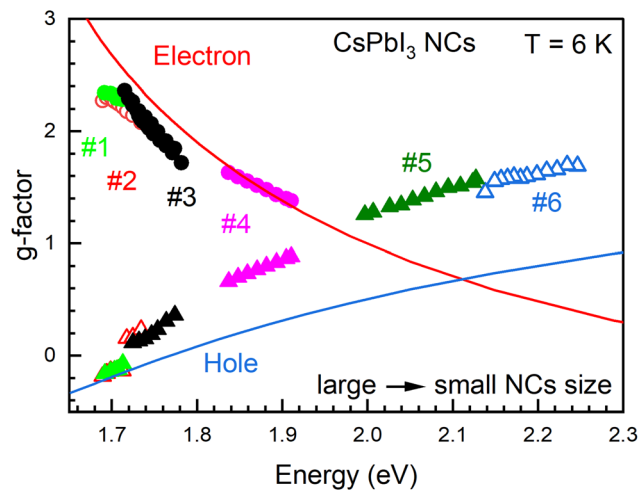 3
CsPbI₃ NCs
T = 6 K
Electron
#1
#2
#3
#4
#5
#6
2
1
0
g-factor
Hole
large → small NCs size
1.7
1.8
1.9
2.0
2.1
2.2
2.3
Energy (eV)